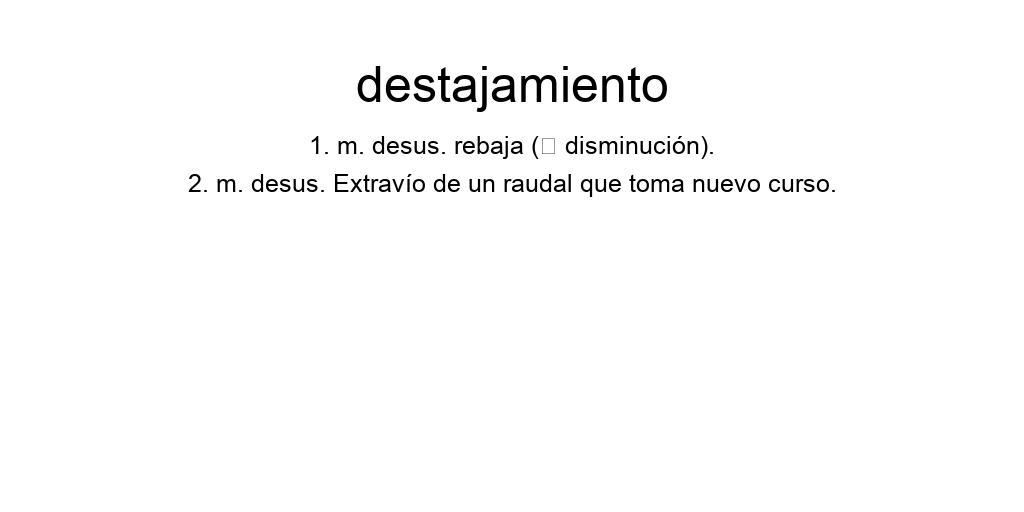 destajamiento
1. m. desus. rebaja (□ disminución).
2. m. desus. Extravío de un raudal que toma nuevo curso.